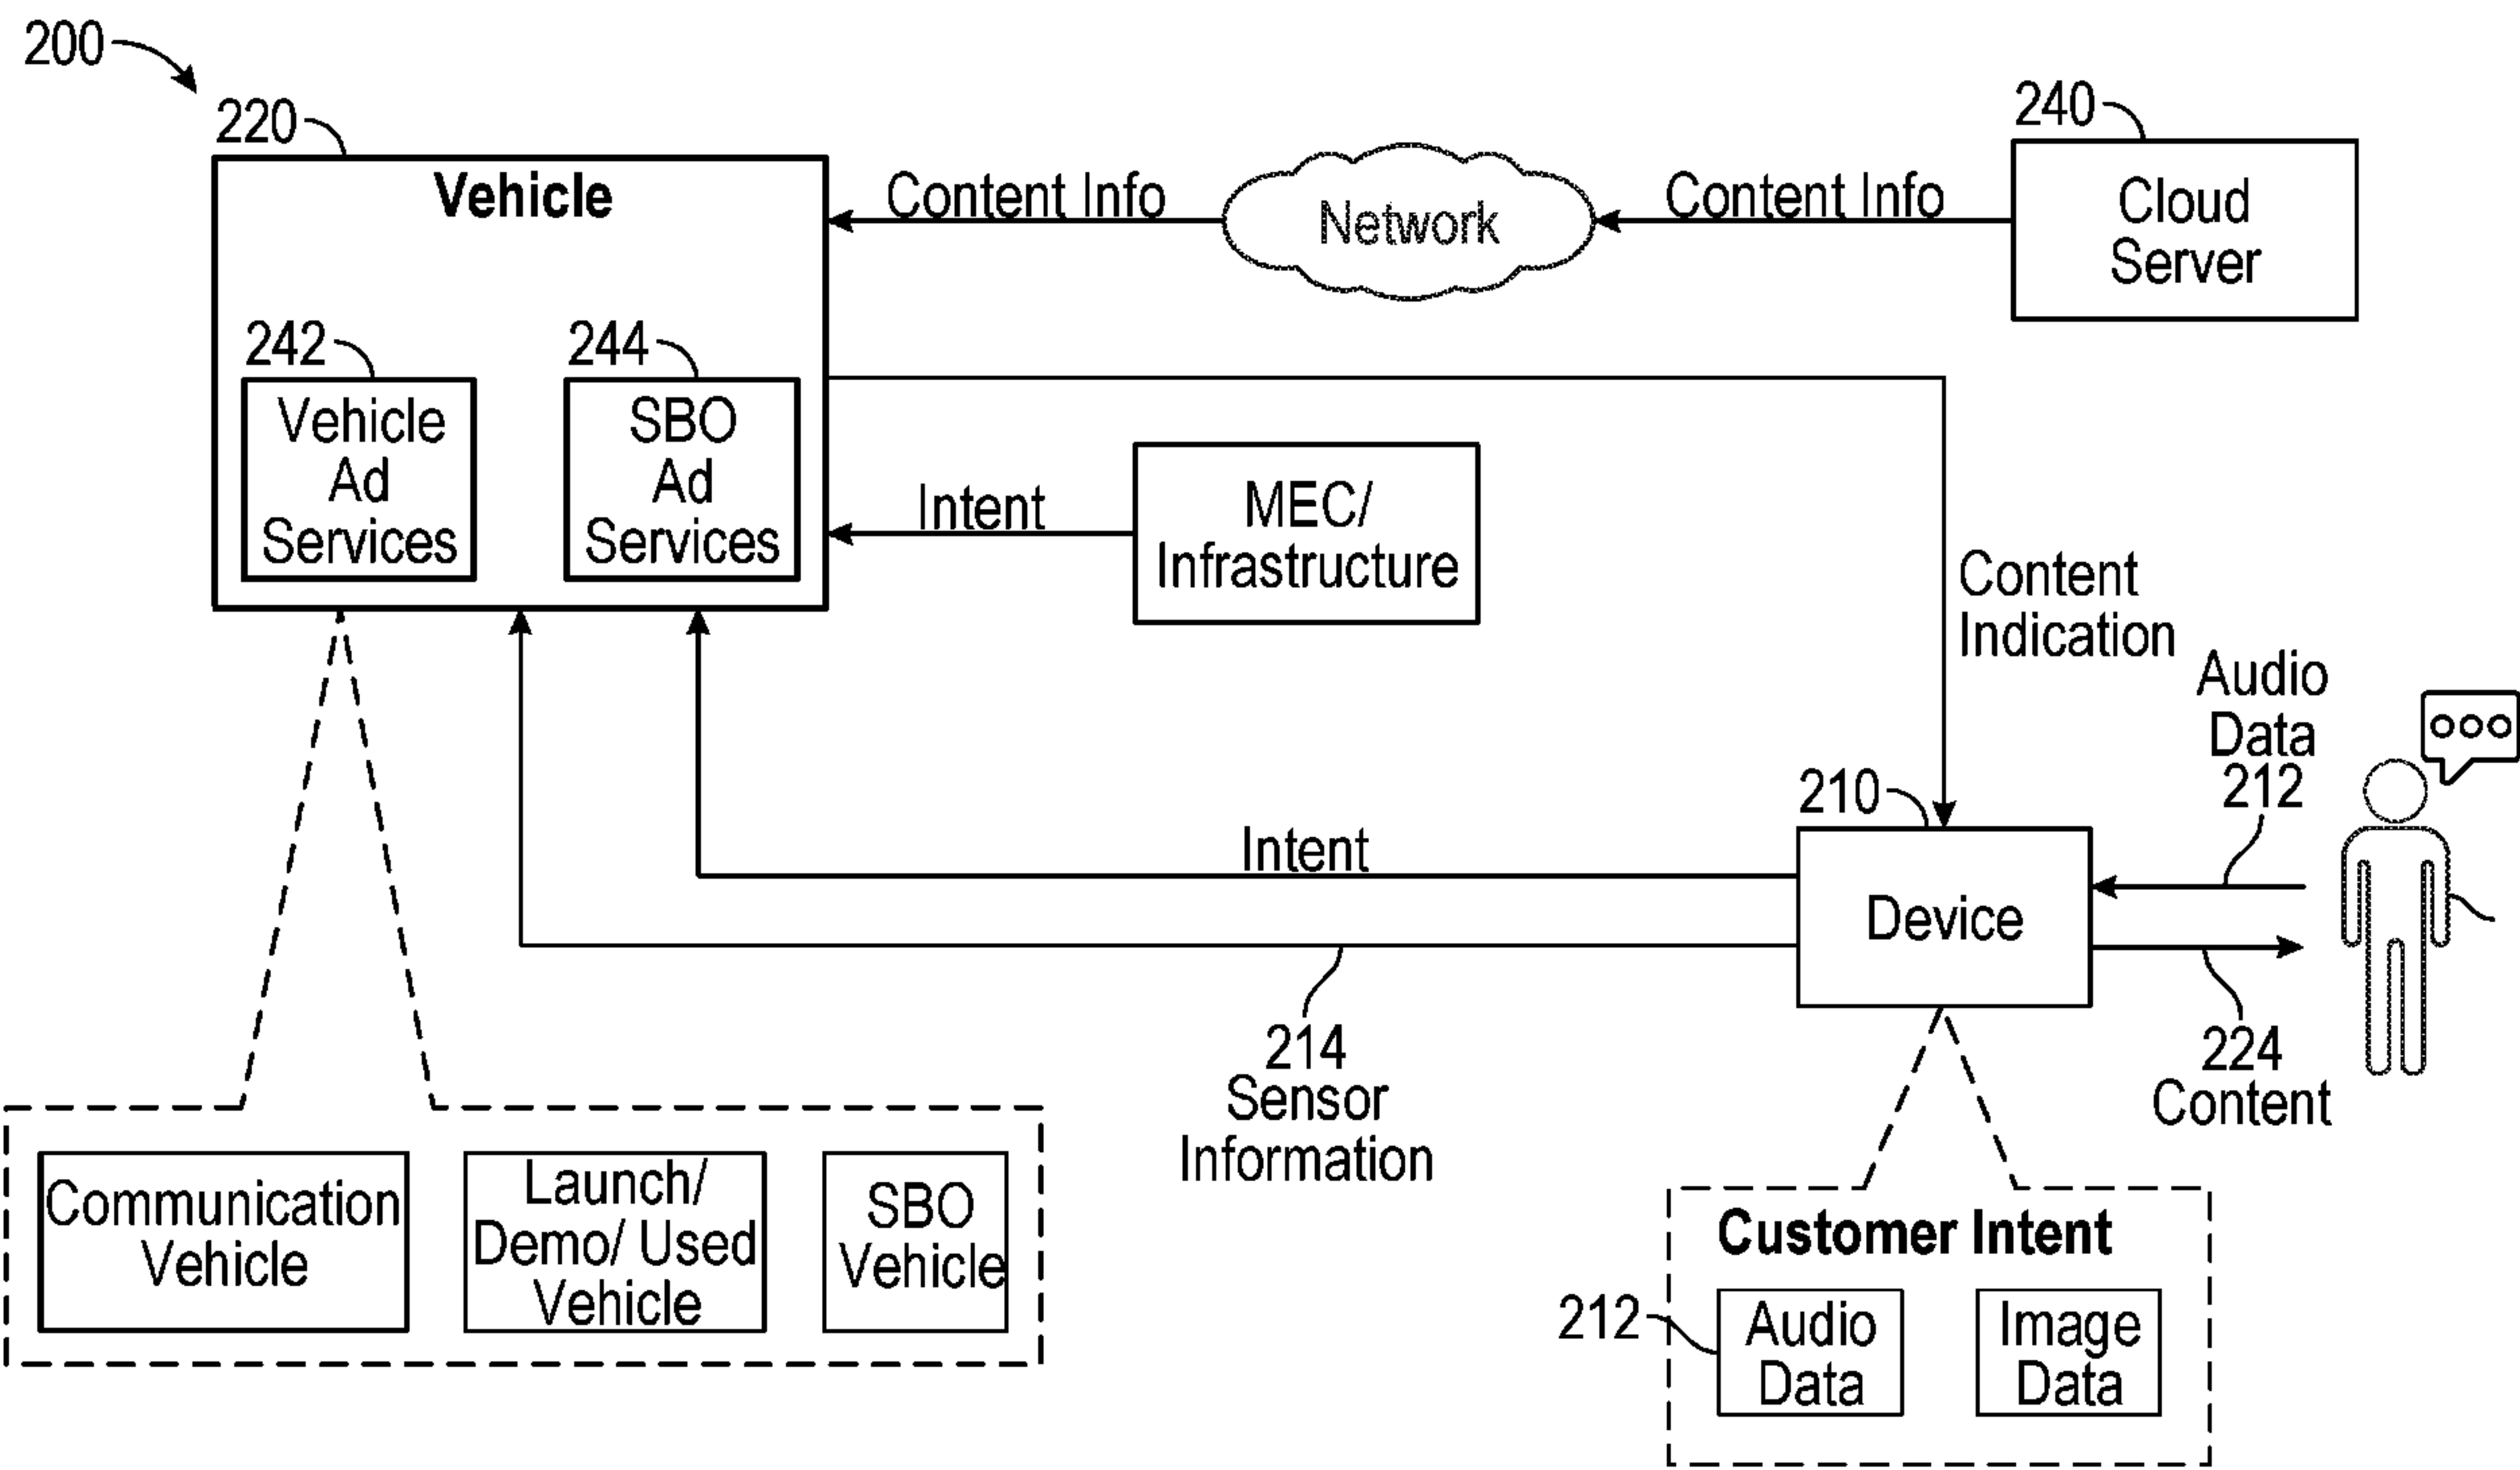 200
220
240
Vehicle
Content Info
Network
Content Info
Cloud
Server
242
244
Vehicle
Ad
Services
SBO
Ad
Services
Intent
MEC/
Infrastructure
Content
Indication
Audio
Data
212
210
Intent
Device
214
Sensor
Information
224
Content
Communication
Vehicle
Launch/
Demo/ Used
Vehicle
SBO
Vehicle
Customer Intent
212
Audio
Data
Image
Data